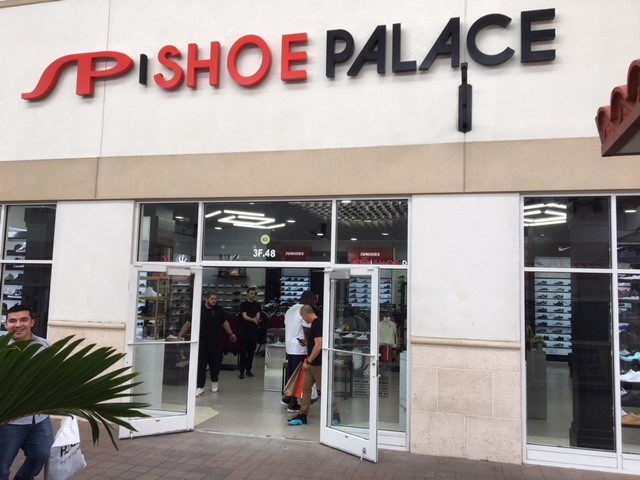 SP | SHOE PALACE
3F.48
JUNIORS
JUNIORS